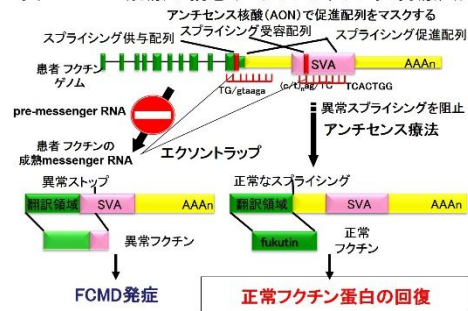 アンチセンス核酸(AON)で促進配列をマスクする
スプライシング供与配列
スプライシング受容配列
スプライシング促進配列
患者 フクチン
ゲノム
SVA
AAAn
TG/gtaaga
(c/t)nag/TC
TCACTGG
pre-messenger RNA
異常スプライシングを阻止
アンチセンス療法
患者 フクチンの
成熟messenger RNA
エクソントラップ
異常ストップ
正常なスプライシング
翻訳領域
SVA
AAAn
翻訳領域
SVA
AAAn
異常フクチン
fukutin
正常
フクチン
FCMD発症
正常フクチン蛋白の回復